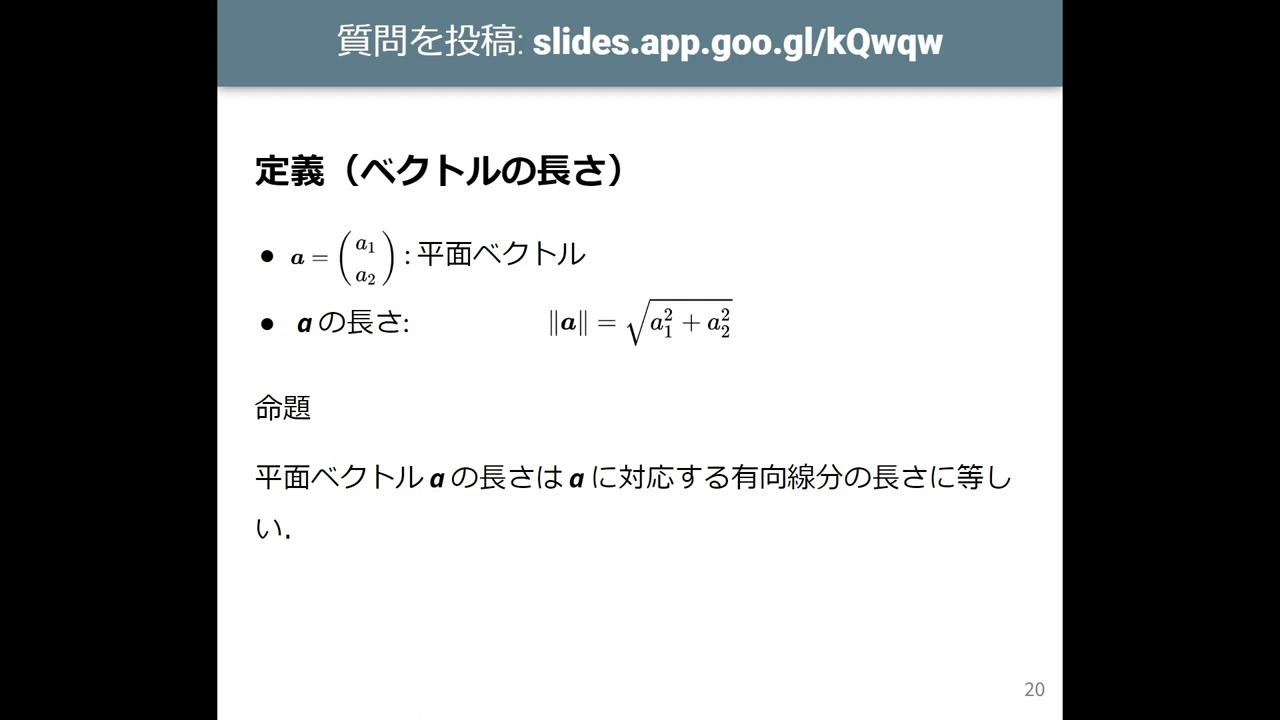 質問を投稿: slides.app.goo.gl/kQwqw
定義（ベクトルの長さ）
● a = (a₁ a₂) : 平面ベクトル
● a の長さ: ‖a‖ = √(a₁² + a₂²)
命題
平面ベクトル a の長さは a に対応する有向線分の長さに等し
い.
20